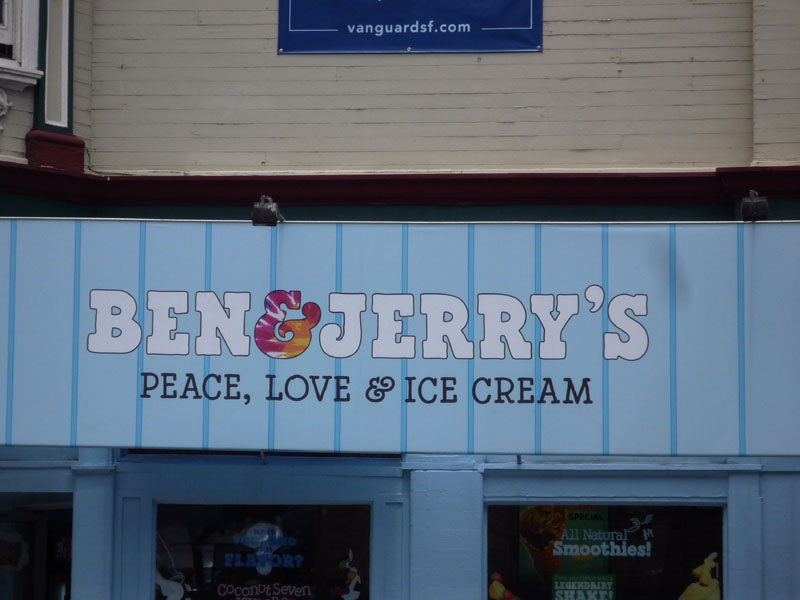 vanguardsf.com
BEN & JERRY'S
PEACE, LOVE & ICE CREAM
FLAVOR?
Coconut Seven
SPECIAL
All Natural
Smoothies!
LEGENDAIRY
SHAKE!